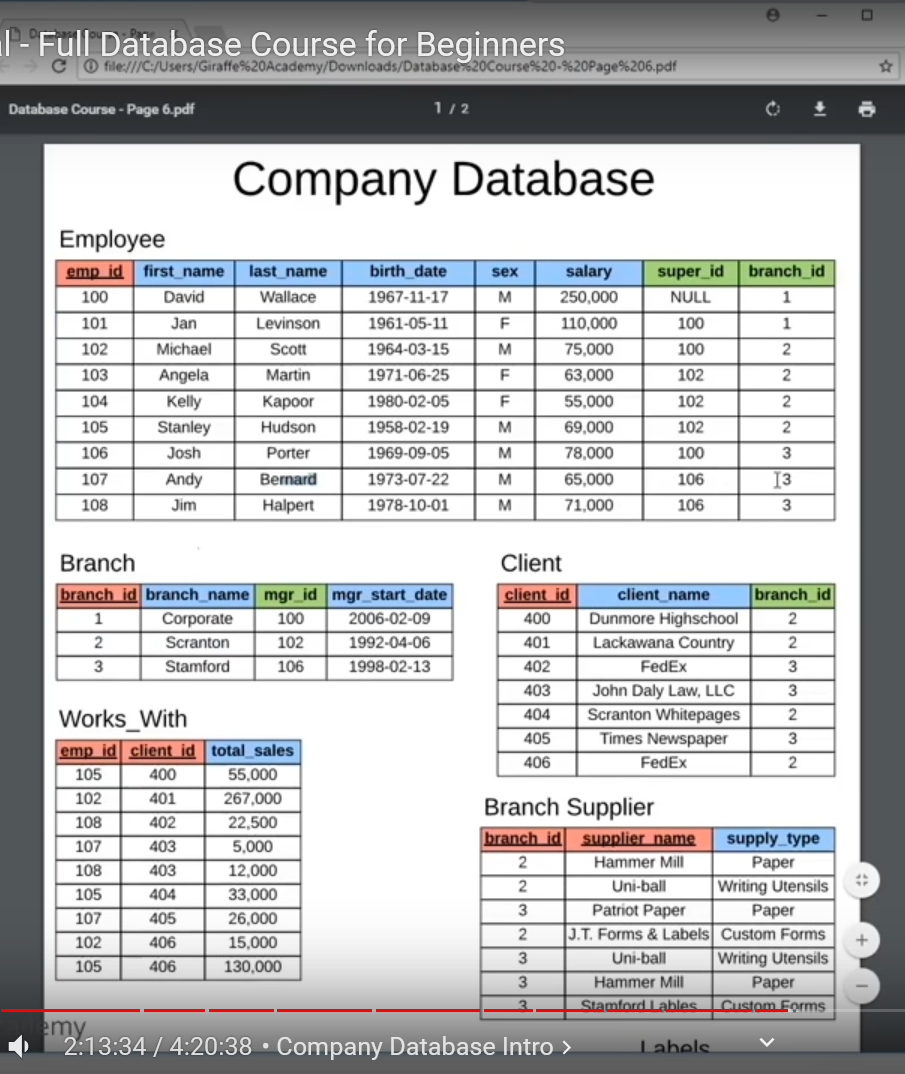 l - Full Database Course for Beginners
file:///C:/Users/Giraffe%20Academy/Downloads/Database%20Course%20-%20Page%206.pdf
Database Course - Page 6.pdf 1 / 2
Company Database
Employee
emp_id first_name last_name birth_date sex salary super_id branch_id
100 David Wallace 1967-11-17 M 250,000 NULL 1
101 Jan Levinson 1961-05-11 F 110,000 100 1
102 Michael Scott 1964-03-15 M 75,000 100 2
103 Angela Martin 1971-06-25 F 63,000 102 2
104 Kelly Kapoor 1980-02-05 F 55,000 102 2
105 Stanley Hudson 1958-02-19 M 69,000 102 2
106 Josh Porter 1969-09-05 M 78,000 100 3
107 Andy Bernard 1973-07-22 M 65,000 106 3
108 Jim Halpert 1978-10-01 M 71,000 106 3
Branch
branch_id branch_name mgr_id mgr_start_date
1 Corporate 100 2006-02-09
2 Scranton 102 1992-04-06
3 Stamford 106 1998-02-13
Works_With
emp_id client_id total_sales
105 400 55,000
102 401 267,000
108 402 22,500
107 403 5,000
108 403 12,000
105 404 33,000
107 405 26,000
102 406 15,000
105 406 130,000
Client
client_id client_name branch_id
400 Dunmore Highschool 2
401 Lackawana Country 2
402 FedEx 3
403 John Daly Law, LLC 3
404 Scranton Whitepages 2
405 Times Newspaper 3
406 FedEx 2
Branch Supplier
branch_id supplier_name supply_type
2 Hammer Mill Paper
2 Uni-ball Writing Utensils
3 Patriot Paper Paper
2 J.T. Forms & Labels Custom Forms
3 Uni-ball Writing Utensils
3 Hammer Mill Paper
3 Stamford Lables Custom Forms
Labels
2:13:34 / 4:20:38 • Company Database Intro